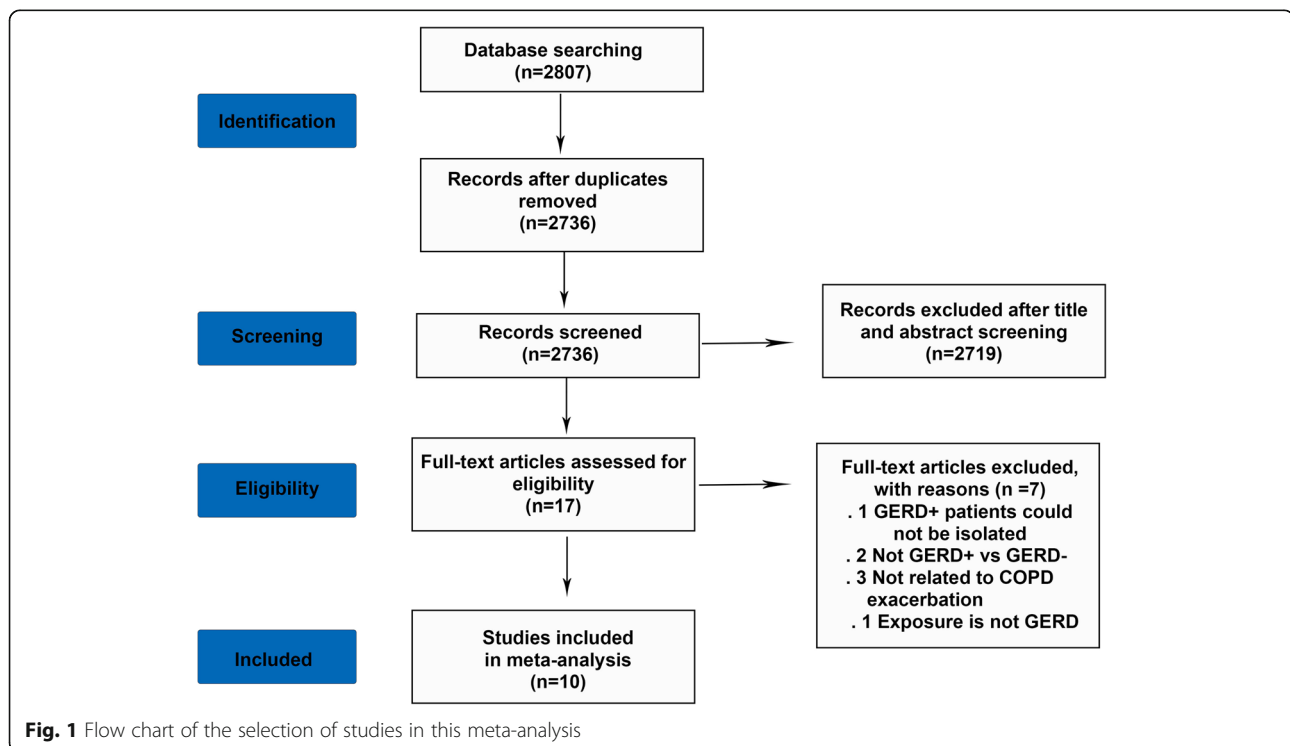 Database searching
(n=2807)
Identification
Records after duplicates
removed
(n=2736)
Screening
Records screened
(n=2736)
Records excluded after title
and abstract screening
(n=2719)
Eligibility
Full-text articles assessed for
eligibility
(n=17)
Full-text articles excluded,
with reasons (n =7)
. 1 GERD+ patients could
not be isolated
. 2 Not GERD+ vs GERD-
. 3 Not related to COPD
exacerbation
. 1 Exposure is not GERD
Included
Studies included
in meta-analysis
(n=10)
Fig. 1 Flow chart of the selection of studies in this meta-analysis